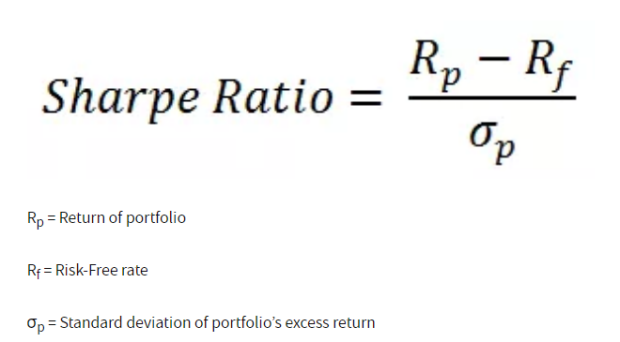 Sharpe Ratio = (Rp − Rf) / σp
Rp = Return of portfolio
Rf = Risk-Free rate
σp = Standard deviation of portfolio's excess return